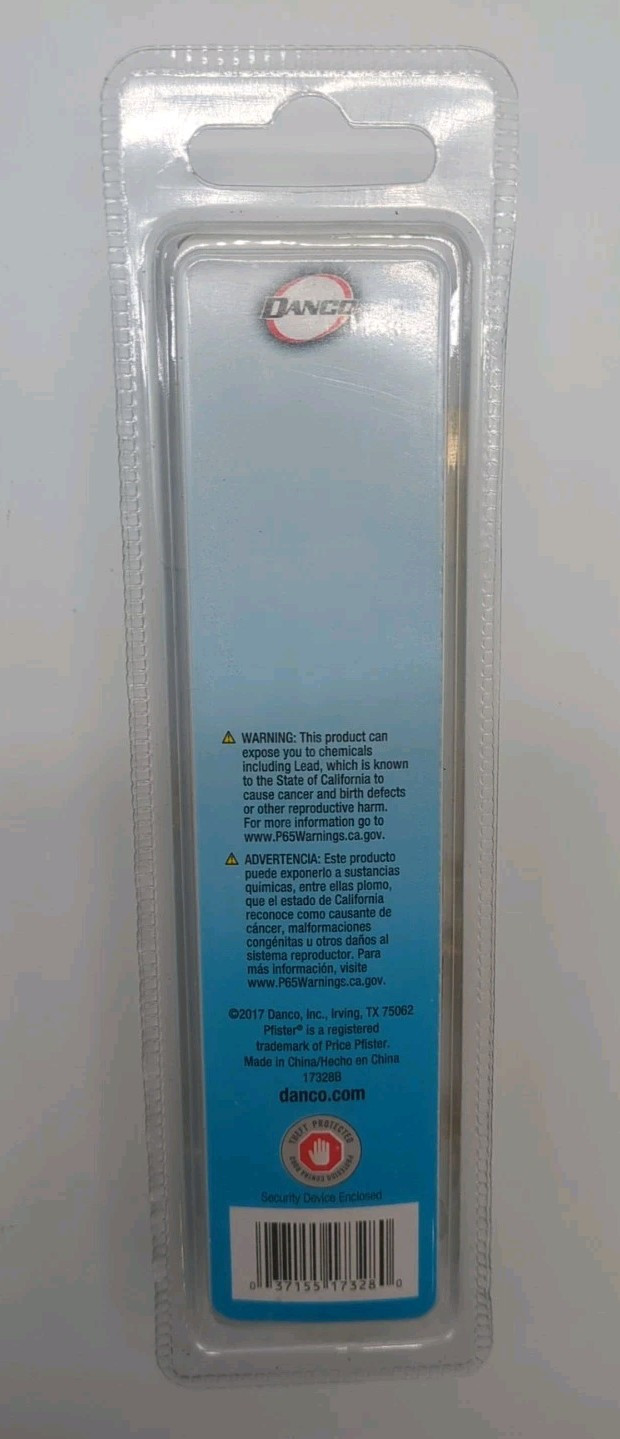 DANCO
⚠ WARNING: This product can
expose you to chemicals
including Lead, which is known
to the State of California to
cause cancer and birth defects
or other reproductive harm.
For more information go to
www.P65Warnings.ca.gov.
⚠ ADVERTENCIA: Este producto
puede exponerlo a sustancias
quimicas, entre ellas plomo,
que el estado de California
reconoce como causante de
cáncer, malformaciones
congénitas u otros daños al
sistema reproductor. Para
más información, visite
www.P65Warnings.ca.gov.
©2017 Danco, Inc., Irving, TX 75062
Pfister® is a registered
trademark of Price Pfister.
Made in China/Hecho en China
17328B
danco.com
THEFT PROTECTED
PROTEGIDO CONTRA ROBO
Security Device Enclosed
0 37155 17328 0